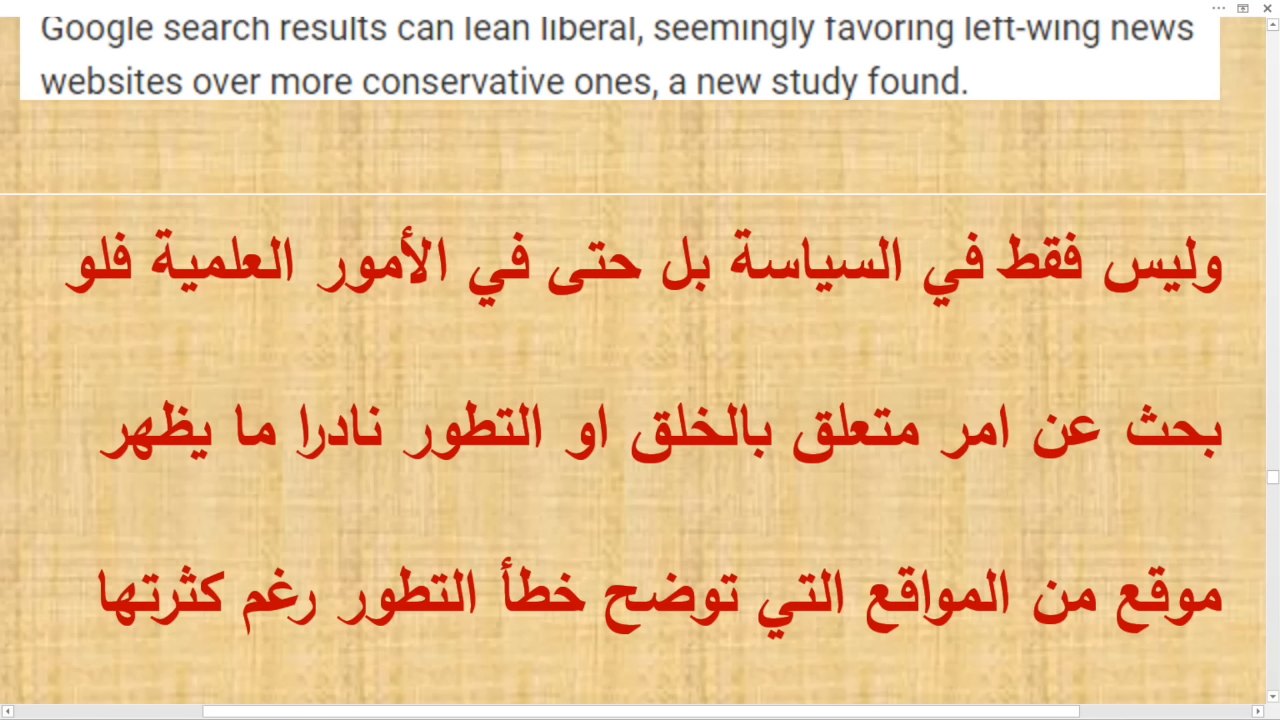 Google search results can lean liberal, seemingly favoring left-wing news
websites over more conservative ones, a new study found.
وليس فقط في السياسة بل حتى في الأمور العلمية فلو
بحث عن امر متعلق بالخلق او التطور نادرا ما يظهر
موقع من المواقع التي توضح خطأ التطور رغم كثرتها